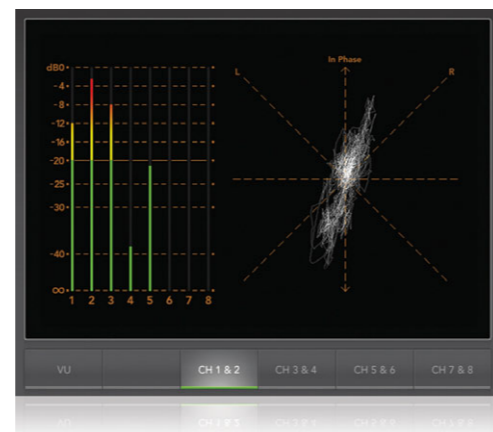 In Phase
dB0
L
R
-4
-8
-12
-16
-20
-25
-30
-40
∞
1 2 3 4 5 6 7 8
VU
CH 1 & 2
CH 3 & 4
CH 5 & 6
CH 7 & 8